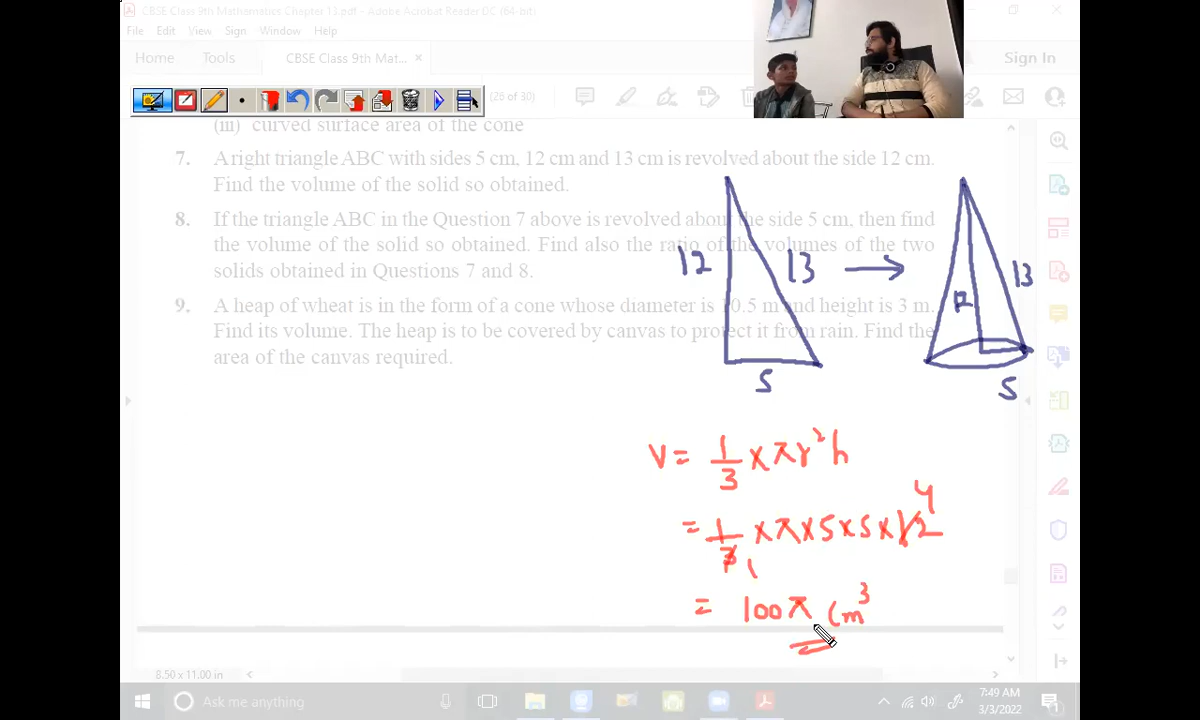 CBSE Class 9th Mathematics Chapter 13.pdf - Adobe Acrobat Reader DC (64-bit)
File Edit View Sign Window Help
Home Tools CBSE Class 9th Mat... × Sign In
(26 of 30)
(m) curved surface area of the cone
7. A right triangle ABC with sides 5 cm, 12 cm and 13 cm is revolved about the side 12 cm.
Find the volume of the solid so obtained.
8. If the triangle ABC in the Question 7 above is revolved about the side 5 cm, then find
the volume of the solid so obtained. Find also the ratio of the volumes of the two
solids obtained in Questions 7 and 8.
9. A heap of wheat is in the form of a cone whose diameter is 10.5 m and height is 3 m.
Find its volume. The heap is to be covered by canvas to protect it from rain. Find the
area of the canvas required.
12 13 → 12 13
5 5
V = 1/3 × πr²h
= 1/3 1 × π × 5 × 5 × 12 4
= 100π cm³
8.50 x 11.00 in
Ask me anything
7:49 AM
3/3/2022
1